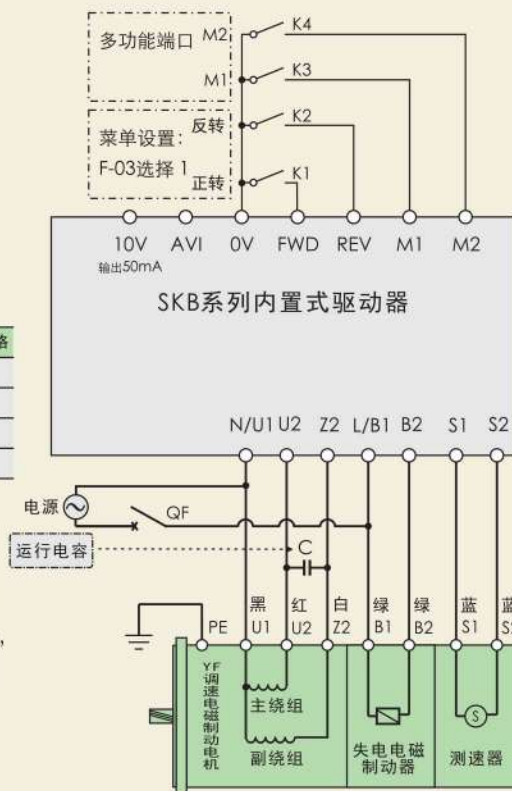 多功能端口 M2 K4
M1 K3
菜单设置: 反转 K2
F-03选择 1 正转 K1
10V AVI 0V FWD REV M1 M2
输出50mA
SKB系列内置式驱动器
格
N/U1 U2 Z2 L/B1 B2 S1 S2
电源 QF
运行电容 C
黑 红 白 绿 绿 蓝 蓝
PE U1 U2 Z2 B1 B2 S1 S2
YF调速电磁制动电机
主绕组
副绕组
失电电磁
制动器
S
测速器
,